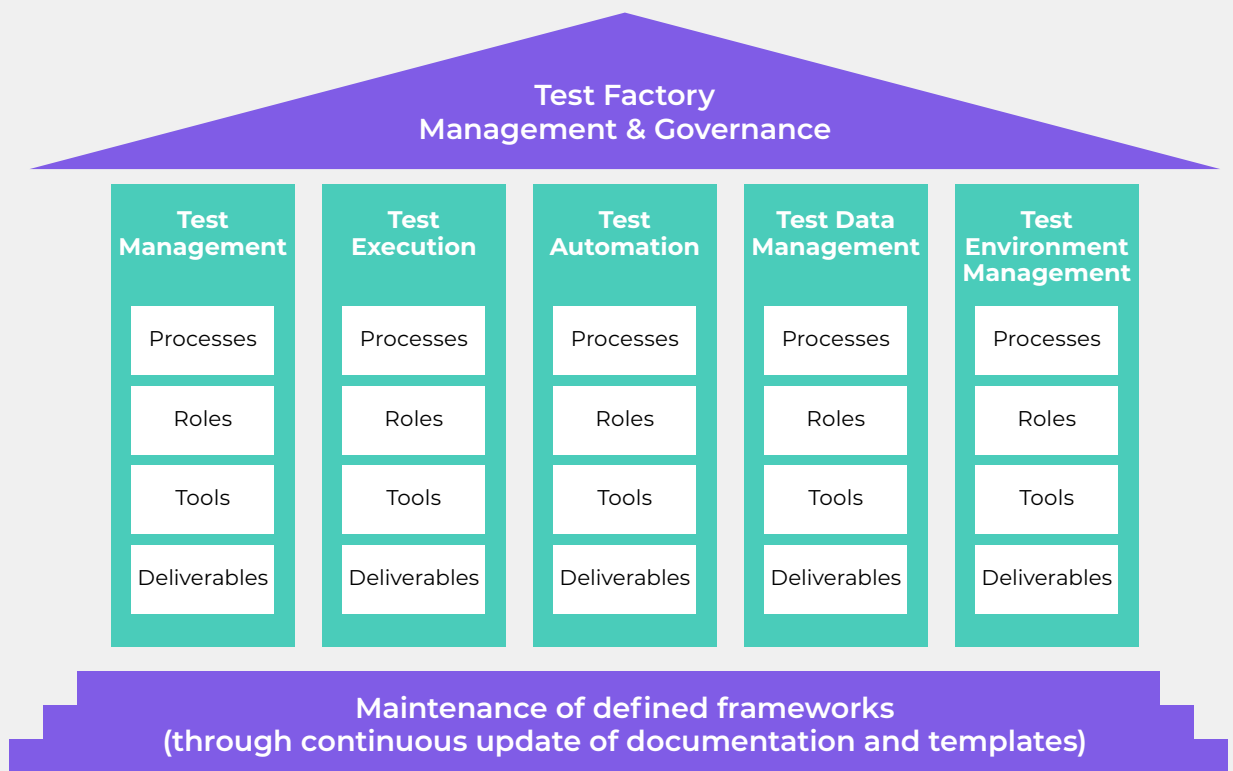 Test Factory
Management & Governance
Test
Management
Processes
Roles
Tools
Deliverables
Test
Execution
Processes
Roles
Tools
Deliverables
Test
Automation
Processes
Roles
Tools
Deliverables
Test Data
Management
Processes
Roles
Tools
Deliverables
Test
Environment
Management
Processes
Roles
Tools
Deliverables
Maintenance of defined frameworks
(through continuous update of documentation and templates)